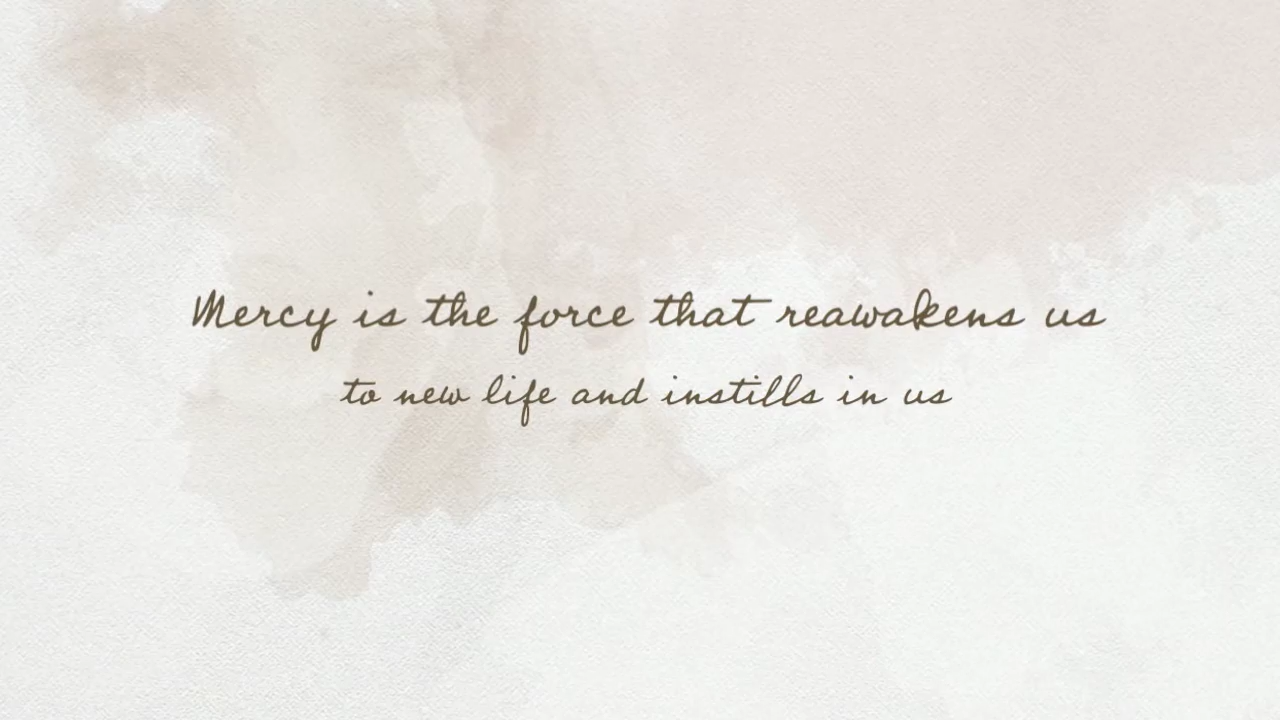 Mercy is the force that reawakens us
to new life and instills in us